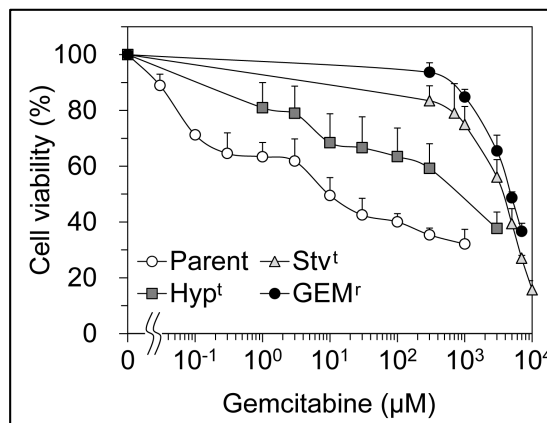 Cell viability (%)
100
80
60
40
20
0
Parent
Stvᵗ
Hypᵗ
GEMʳ
0
10⁻¹
10⁰
10¹
10²
10³
10⁴
Gemcitabine (µM)